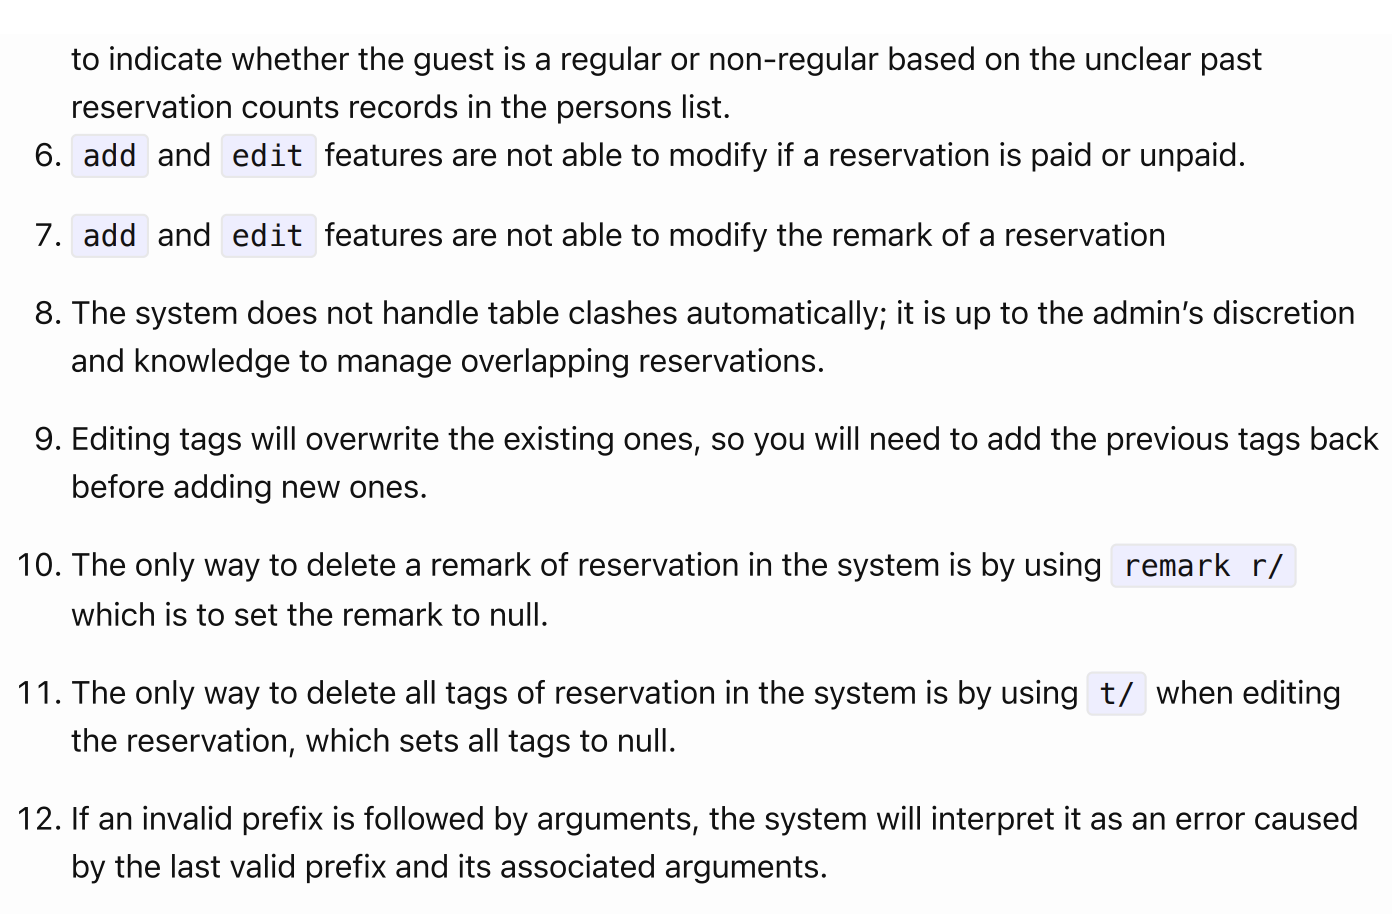 to indicate whether the guest is a regular or non-regular based on the unclear past
reservation counts records in the persons list.
6. add and edit features are not able to modify if a reservation is paid or unpaid.
7. add and edit features are not able to modify the remark of a reservation
8. The system does not handle table clashes automatically; it is up to the admin’s discretion
and knowledge to manage overlapping reservations.
9. Editing tags will overwrite the existing ones, so you will need to add the previous tags back
before adding new ones.
10. The only way to delete a remark of reservation in the system is by using remark r/
which is to set the remark to null.
11. The only way to delete all tags of reservation in the system is by using t/ when editing
the reservation, which sets all tags to null.
12. If an invalid prefix is followed by arguments, the system will interpret it as an error caused
by the last valid prefix and its associated arguments.